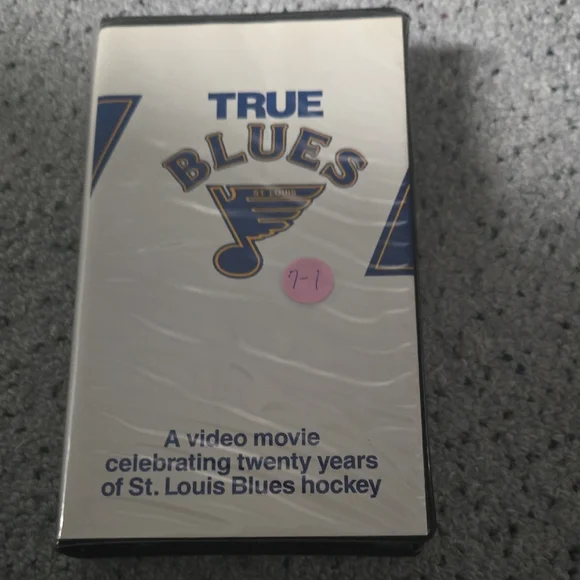 TRUE
BLUES
ST. LOUIS
7-1
A video movie
celebrating twenty years
of St. Louis Blues hockey